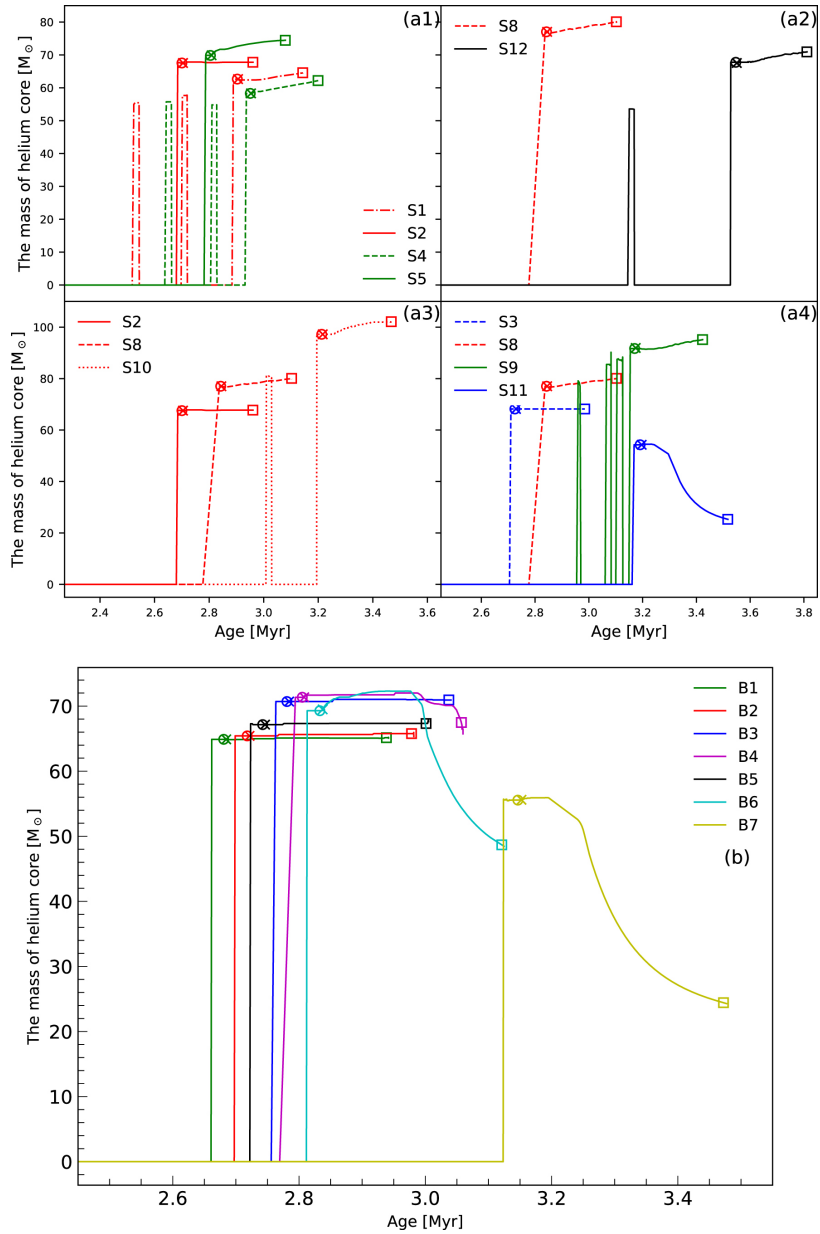 (a1)
(a2)
The mass of helium core [M⊙]
80
70
60
50
40
30
20
10
0
S1
S2
S4
S5
S8
S12
(a3)
(a4)
The mass of helium core [M⊙]
100
80
60
40
20
0
S2
S8
S10
S3
S8
S9
S11
2.4 2.6 2.8 3.0 3.2 3.4 3.6
2.6 2.8 3.0 3.2 3.4 3.6 3.8
Age [Myr]
Age [Myr]
The mass of helium core [M⊙]
70
60
50
40
30
20
10
0
B1
B2
B3
B4
B5
B6
B7
(b)
2.6 2.8 3.0 3.2 3.4
Age [Myr]